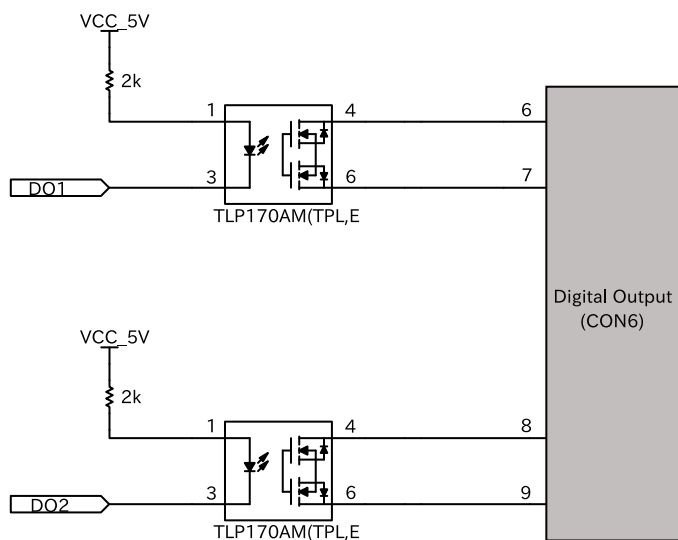 VCC_5V
2k
1
4
6
3
6
7
DO1
TLP170AM(TPL,E
Digital Output
(CON6)
VCC_5V
2k
1
4
8
3
6
9
DO2
TLP170AM(TPL,E